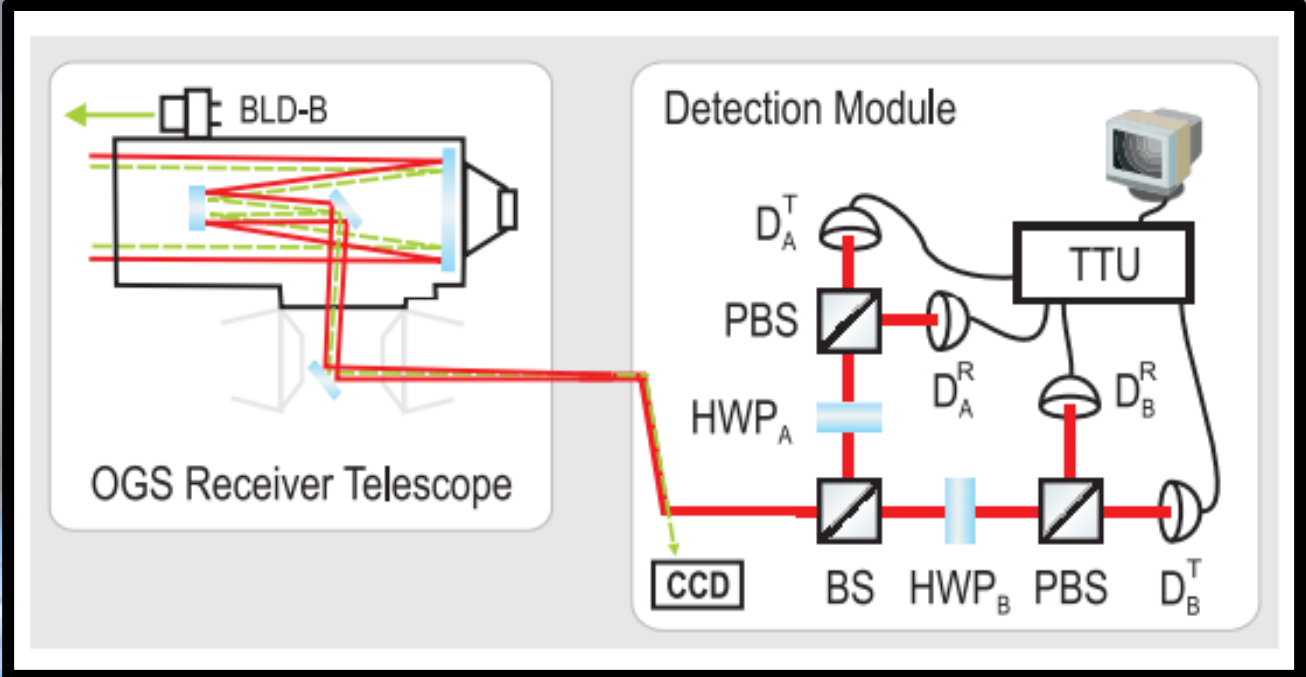 BLD-B
OGS Receiver Telescope
Detection Module
D_A^T
TTU
PBS
D_A^R
D_B^R
HWP_A
CCD
BS
HWP_B
PBS
D_B^T